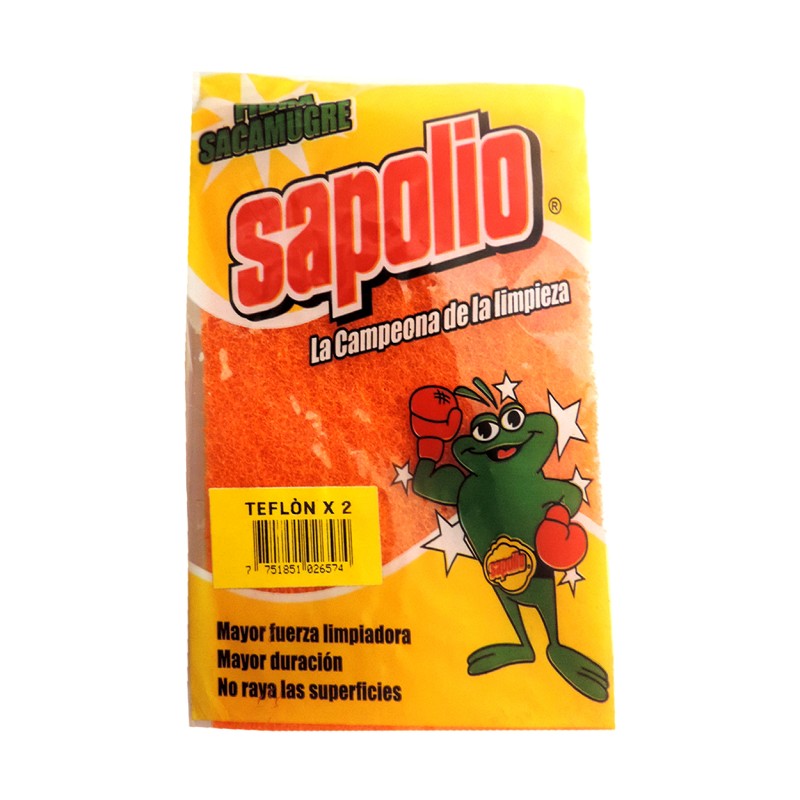 FIBRA
SACAMUGRE
sapolio ®
La Campeona de la limpieza
TEFLÒN X 2
7 751851 026574
sapolio
Mayor fuerza limpiadora
Mayor duración
No raya las superficies